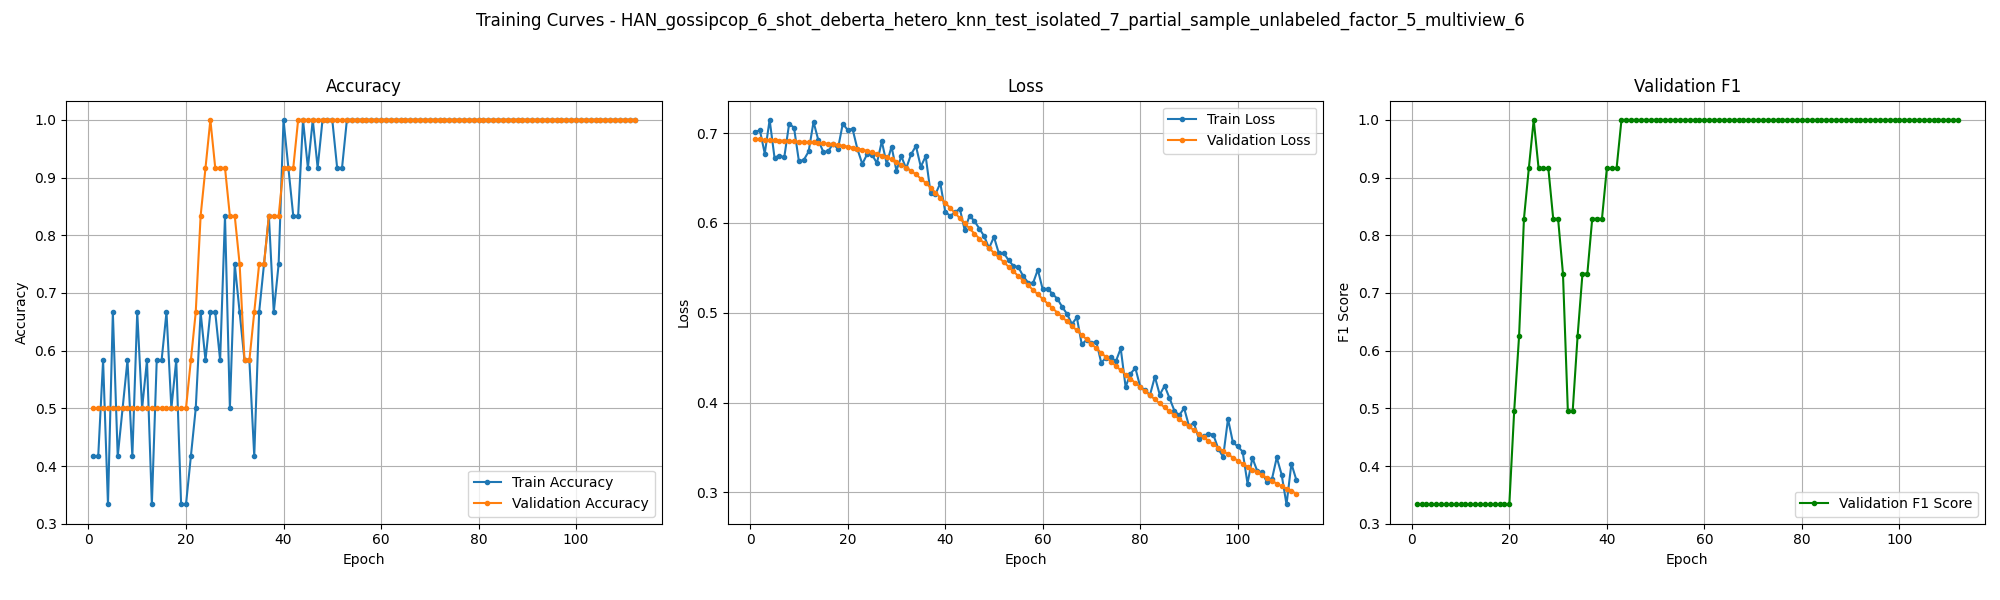 Training Curves - HAN_gossipcop_6_shot_deberta_hetero_knn_test_isolated_7_partial_sample_unlabeled_factor_5_multiview_6
Accuracy
1.0
0.9
0.8
0.7
0.6
0.5
0.4
0.3
Accuracy
0 20 40 60 80 100
Epoch
Train Accuracy
Validation Accuracy
Loss
0.7
0.6
0.5
0.4
0.3
Loss
0 20 40 60 80 100
Epoch
Train Loss
Validation Loss
Validation F1
1.0
0.9
0.8
0.7
0.6
0.5
0.4
0.3
F1 Score
0 20 40 60 80 100
Epoch
Validation F1 Score